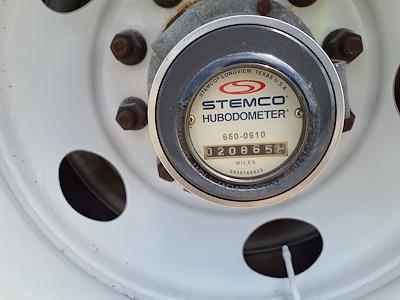 STEMCO LONGVIEW, TEXAS U.S.A.
STEMCO®
HUBODOMETER®
650-0610
020865
MILES